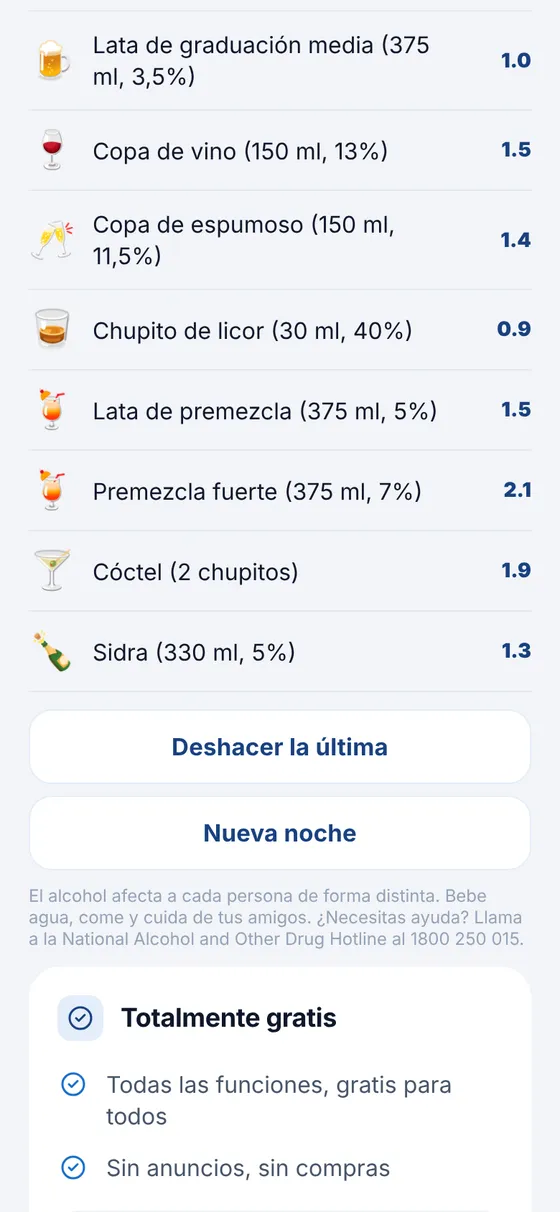 Lata de graduación media (375
ml, 3,5%)
1.0
Copa de vino (150 ml, 13%)
1.5
Copa de espumoso (150 ml,
11,5%)
1.4
Chupito de licor (30 ml, 40%)
0.9
Lata de premezcla (375 ml, 5%)
1.5
Premezcla fuerte (375 ml, 7%)
2.1
Cóctel (2 chupitos)
1.9
Sidra (330 ml, 5%)
1.3
Deshacer la última
Nueva noche
El alcohol afecta a cada persona de forma distinta. Bebe
agua, come y cuida de tus amigos. ¿Necesitas ayuda? Llama
a la National Alcohol and Other Drug Hotline al 1800 250 015.
Totalmente gratis
Todas las funciones, gratis para
todos
Sin anuncios, sin compras